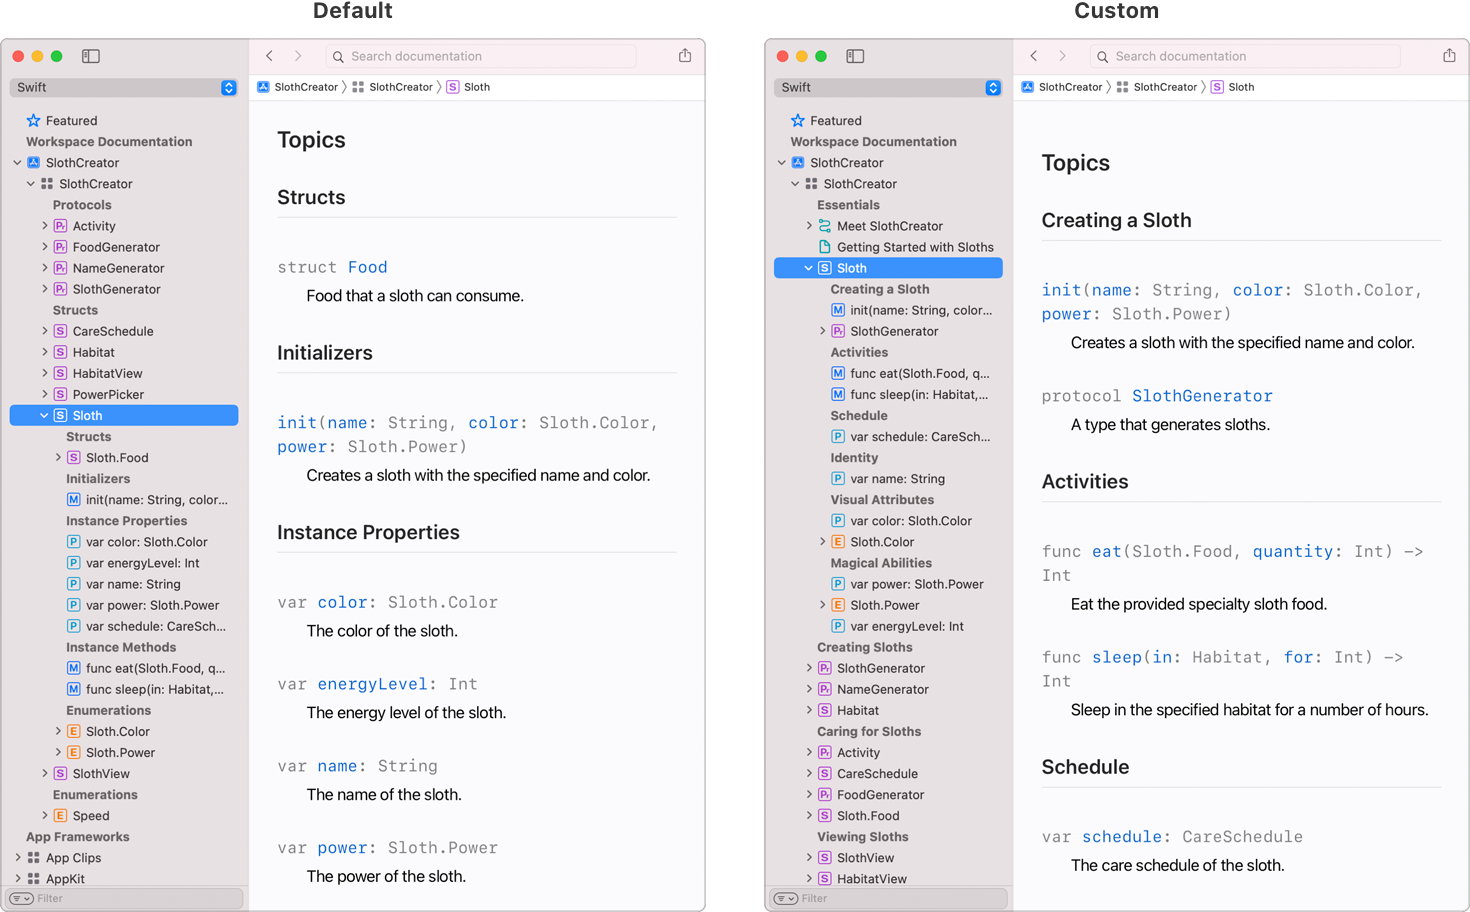 Default
Search documentation
Swift
SlothCreator
SlothCreator
Sloth
Featured
Workspace Documentation
SlothCreator
SlothCreator
Protocols
Pr Activity
Pr FoodGenerator
Pr NameGenerator
Pr SlothGenerator
Structs
S CareSchedule
S Habitat
S HabitatView
S PowerPicker
S Sloth
Structs
S Sloth.Food
Initializers
M init(name: String, color...
Instance Properties
P var color: Sloth.Color
P var energyLevel: Int
P var name: String
P var power: Sloth.Power
P var schedule: CareSch...
Instance Methods
M func eat(Sloth.Food, q...
M func sleep(in: Habitat,...
Enumerations
E Sloth.Color
E Sloth.Power
S SlothView
Enumerations
E Speed
App Frameworks
App Clips
AppKit
Filter
Topics
Structs
struct Food
Food that a sloth can consume.
Initializers
init(name: String, color: Sloth.Color,
power: Sloth.Power)
Creates a sloth with the specified name and color.
Instance Properties
var color: Sloth.Color
The color of the sloth.
var energyLevel: Int
The energy level of the sloth.
var name: String
The name of the sloth.
var power: Sloth.Power
The power of the sloth.
Custom
Search documentation
Swift
SlothCreator
SlothCreator
S Sloth
Featured
Workspace Documentation
SlothCreator
SlothCreator
Essentials
Meet SlothCreator
Getting Started with Sloths
S Sloth
Creating a Sloth
M init(name: String, color...
Pr SlothGenerator
Activities
M func eat(Sloth.Food, q...
M func sleep(in: Habitat,...
Schedule
P var schedule: CareSch...
Identity
P var name: String
Visual Attributes
P var color: Sloth.Color
E Sloth.Color
Magical Abilities
P var power: Sloth.Power
E Sloth.Power
P var energyLevel: Int
Creating Sloths
Pr SlothGenerator
Pr NameGenerator
S Habitat
Caring for Sloths
Pr Activity
S CareSchedule
Pr FoodGenerator
S Sloth.Food
Viewing Sloths
S SlothView
S HabitatView
Filter
Topics
Creating a Sloth
init(name: String, color: Sloth.Color,
power: Sloth.Power)
Creates a sloth with the specified name and color.
protocol SlothGenerator
A type that generates sloths.
Activities
func eat(Sloth.Food, quantity: Int) ->
Int
Eat the provided specialty sloth food.
func sleep(in: Habitat, for: Int) ->
Int
Sleep in the specified habitat for a number of hours.
Schedule
var schedule: CareSchedule
The care schedule of the sloth.